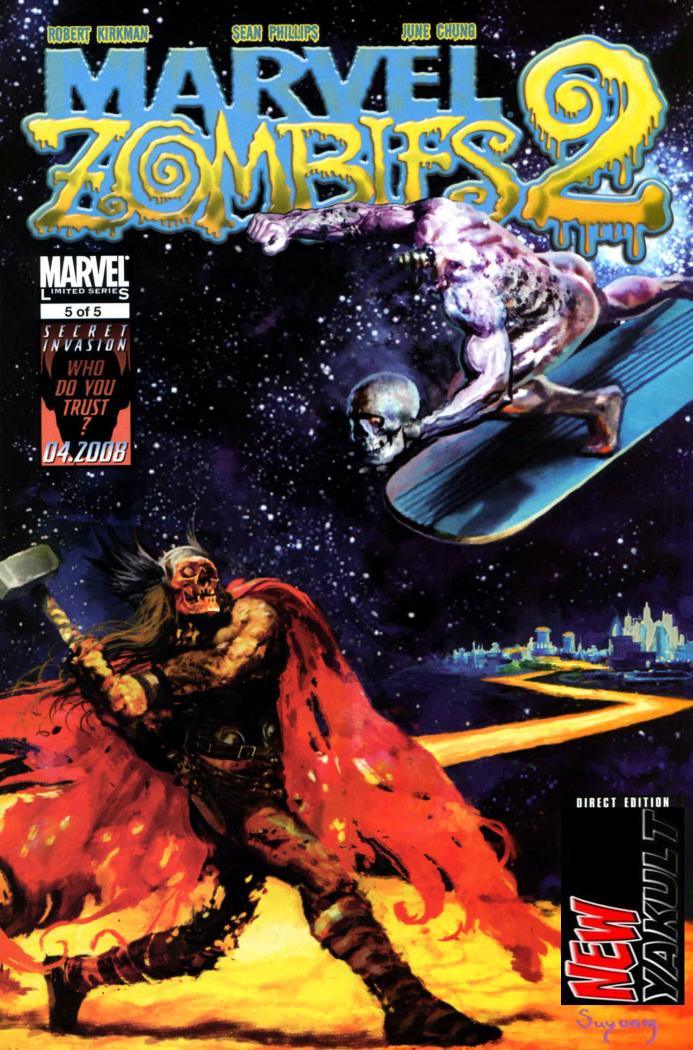 ROBERT KIRKMAN SEAN PHILLIPS JUNE CHUNG
MARVEL
ZOMBIES 2
MARVEL
LIMITED SERIES
5 of 5
SECRET
INVASION
WHO
DO YOU
TRUST
?
04.2008
DIRECT EDITION
NEW
YAKULT
Suydam